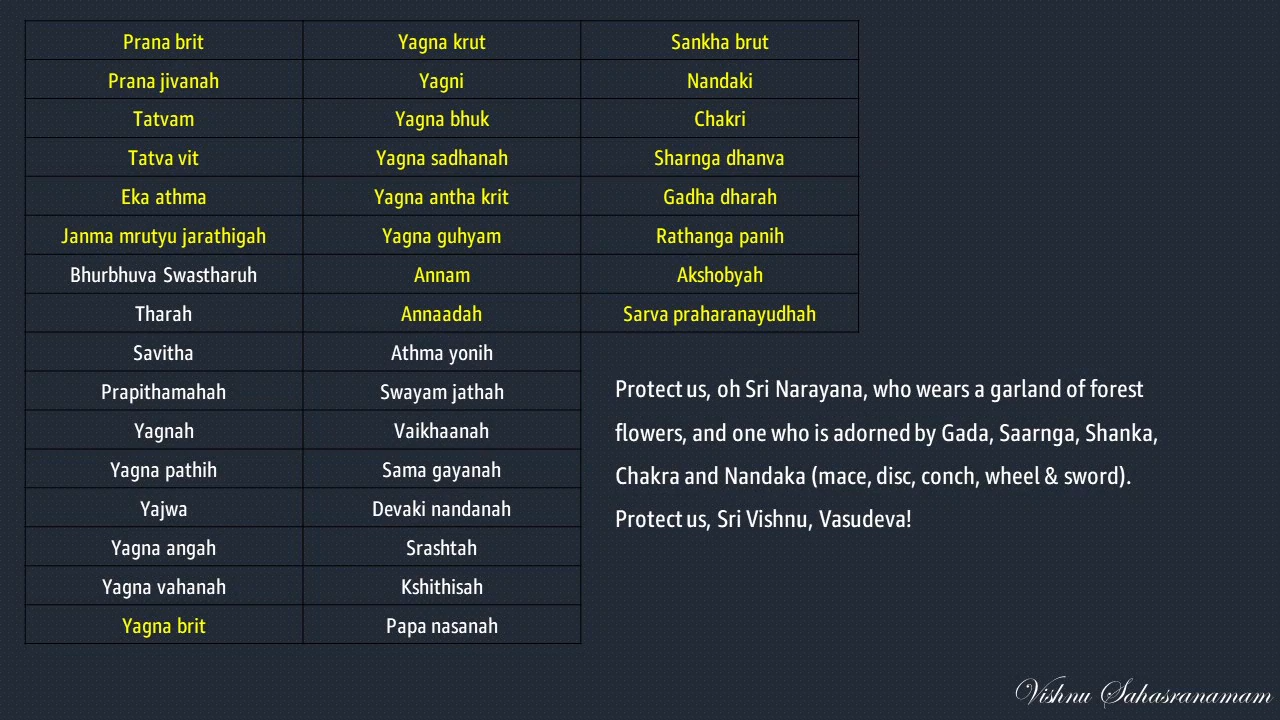 Prana brit
Prana jivanah
Tatvam
Tatva vit
Eka athma
Janma mrutyu jarathigah
Bhurbhuva Swastharuh
Tharah
Savitha
Prapithamahah
Yagnah
Yagna pathih
Yajwa
Yagna angah
Yagna vahanah
Yagna brit
Yagna krut
Yagni
Yagna bhuk
Yagna sadhanah
Yagna antha krit
Yagna guhyam
Annam
Annaadah
Athma yonih
Swayam jathah
Vaikhaanah
Sama gayanah
Devaki nandanah
Srashtah
Kshithisah
Papa nasanah
Sankha brut
Nandaki
Chakri
Sharnga dhanva
Gadha dharah
Rathanga panih
Akshobyah
Sarva praharanayudhah
Protect us, oh Sri Narayana, who wears a garland of forest
flowers, and one who is adorned by Gada, Saarnga, Shanka,
Chakra and Nandaka (mace, disc, conch, wheel & sword).
Protect us, Sri Vishnu, Vasudeva!
Vishnu Sahasranamam